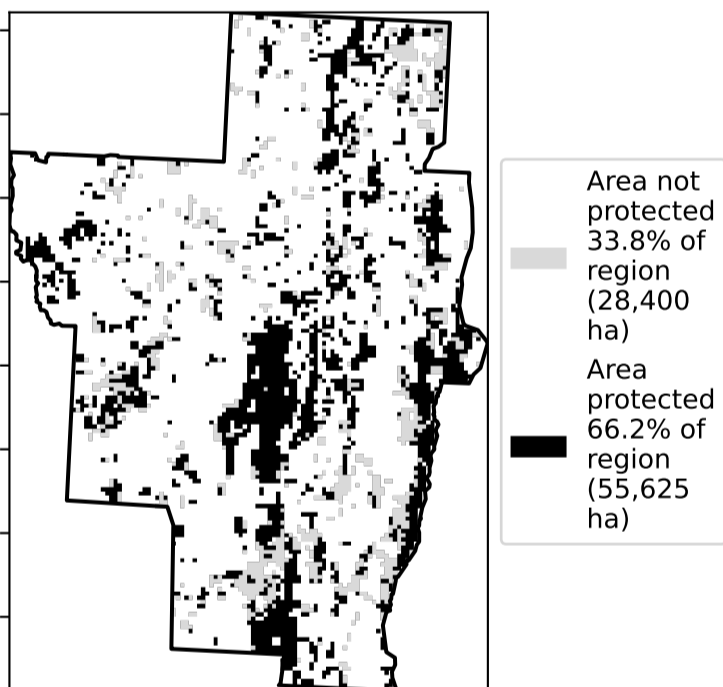 Area not
protected
33.8% of
region
(28,400
ha)
Area
protected
66.2% of
region
(55,625
ha)